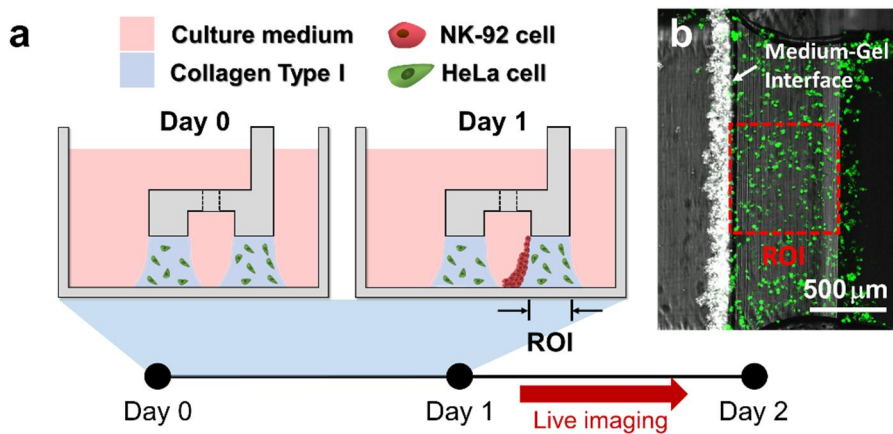 a
Culture medium
NK-92 cell
Collagen Type I
HeLa cell
Day 0
Day 1
ROI
Day 0
Day 1
Day 2
Live imaging
b
Medium-Gel
Interface
ROI
500 μm